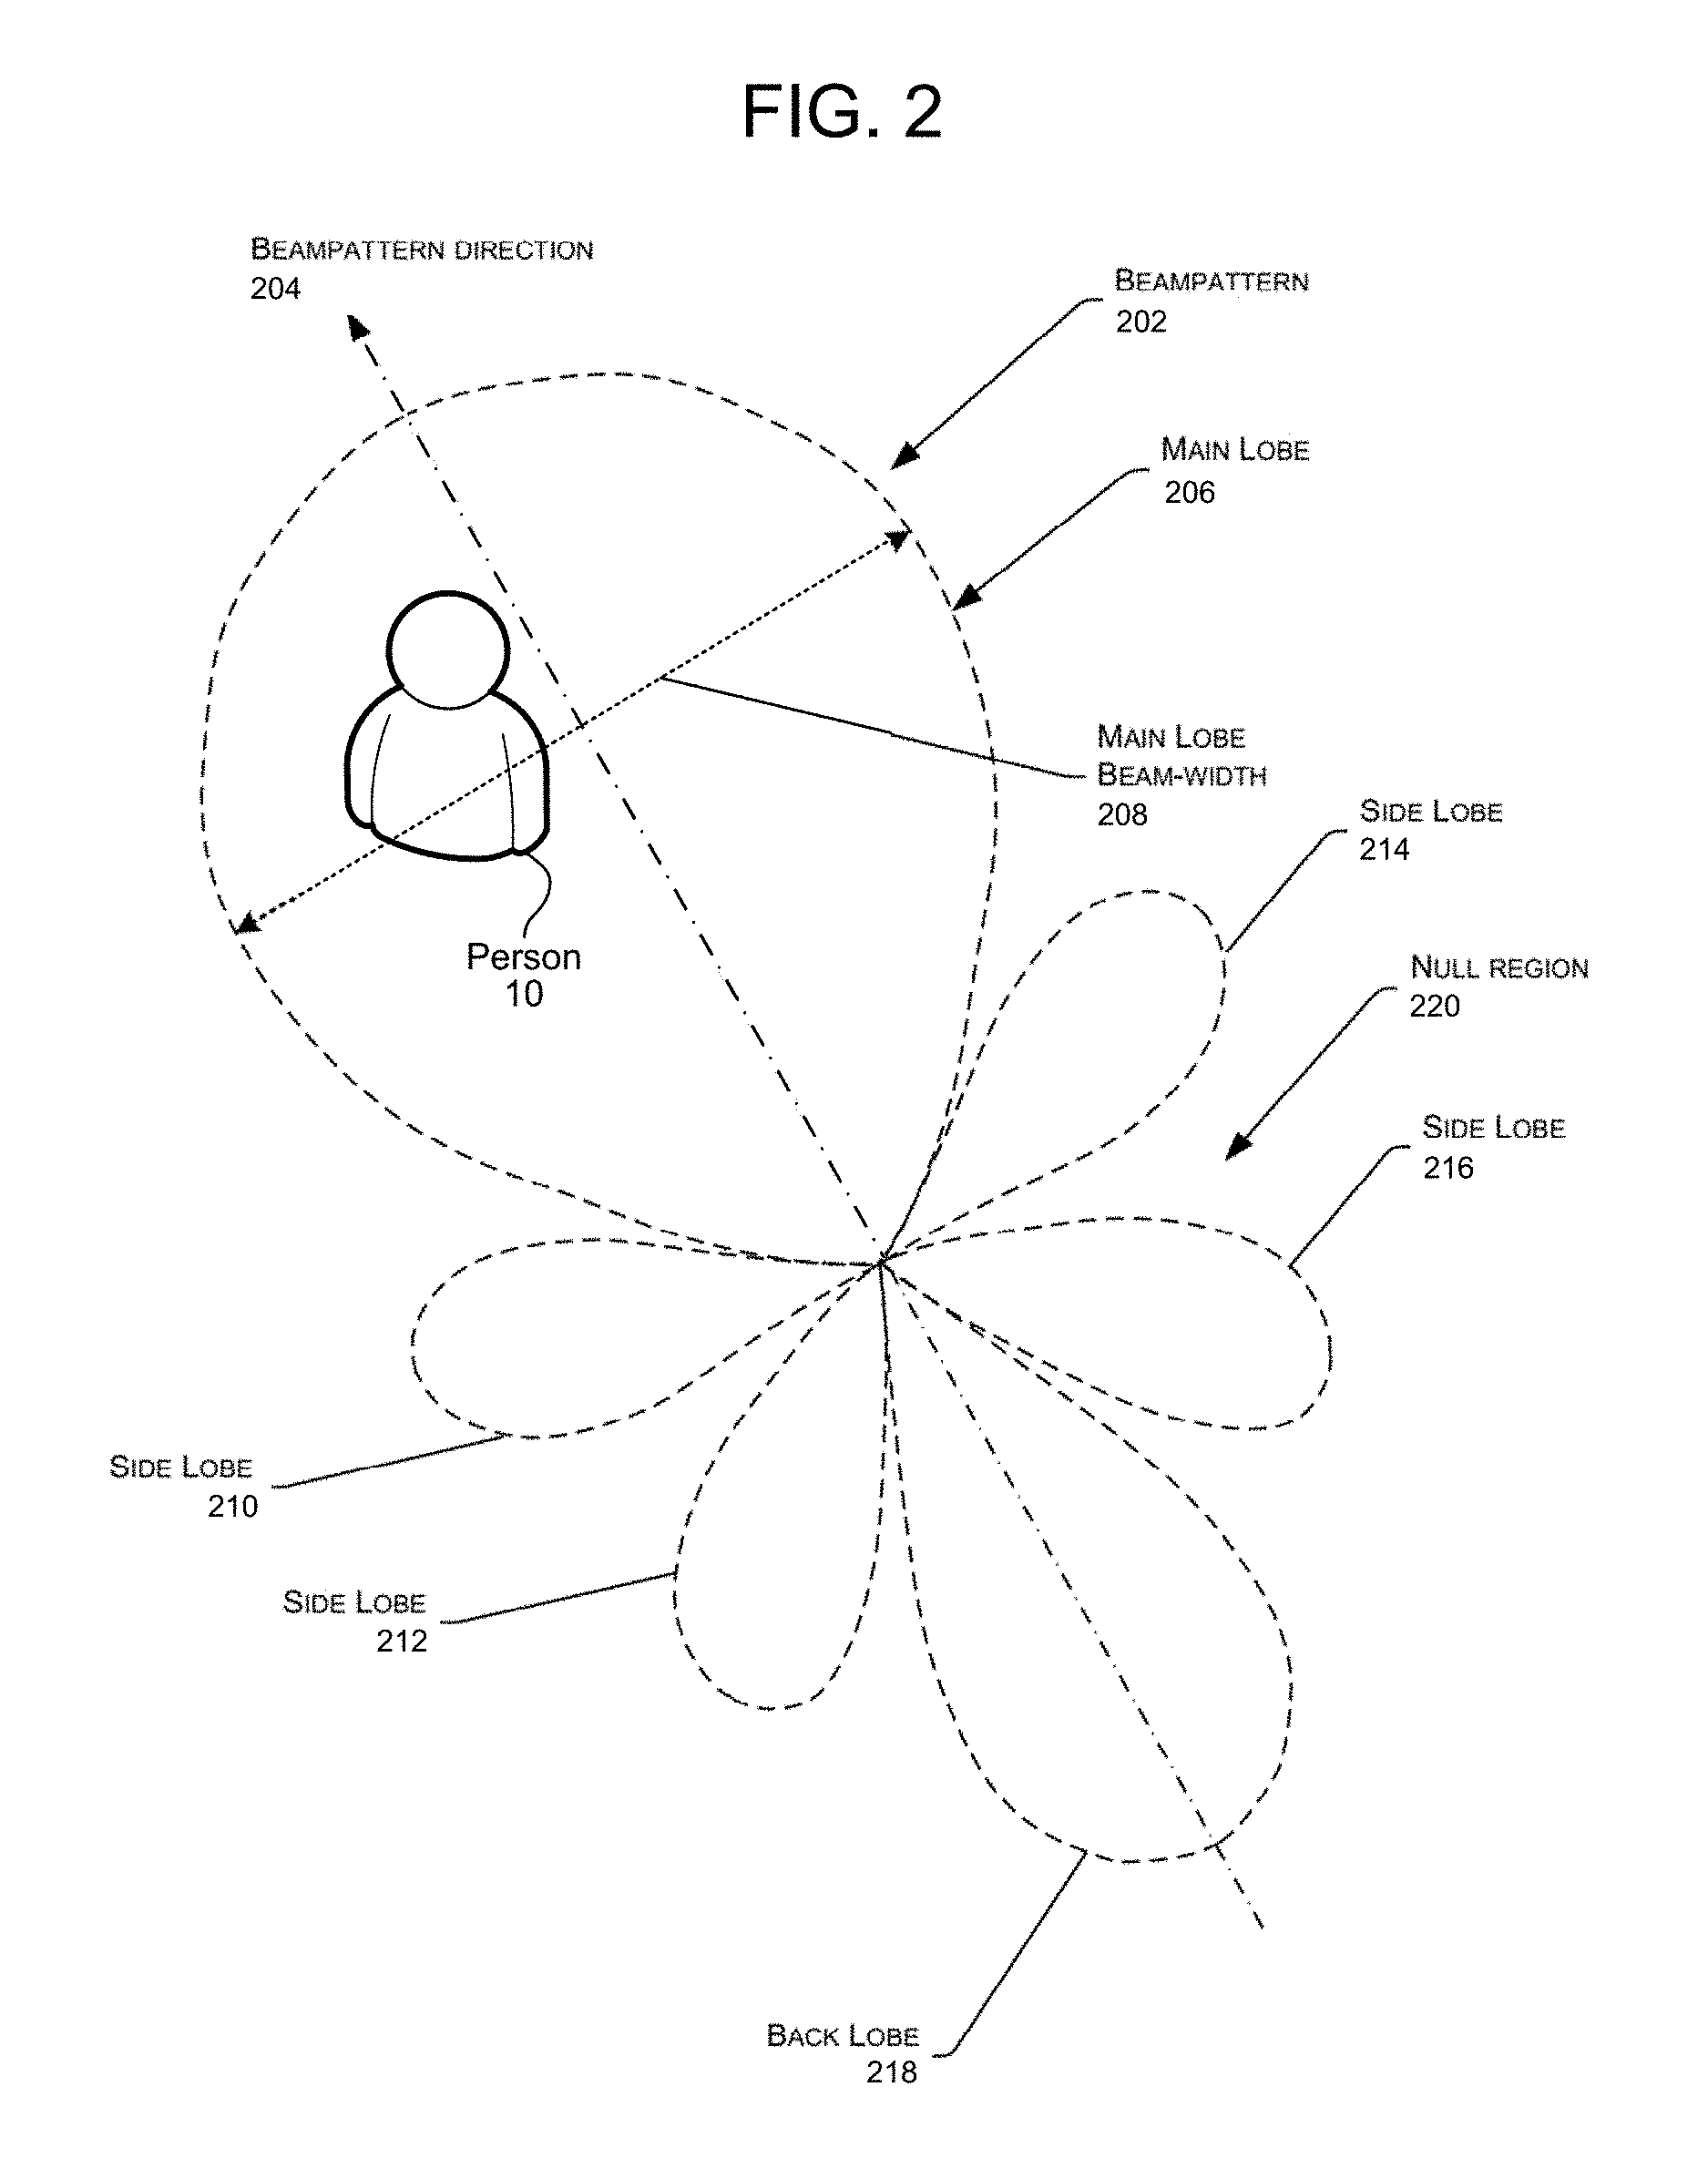 FIG. 2
BEAMPATTERN DIRECTION
204
BEAMPATTERN
202
MAIN LOBE
206
MAIN LOBE
BEAM-WIDTH
208
SIDE LOBE
214
Person
10
NULL REGION
220
SIDE LOBE
216
SIDE LOBE
210
SIDE LOBE
212
BACK LOBE
218